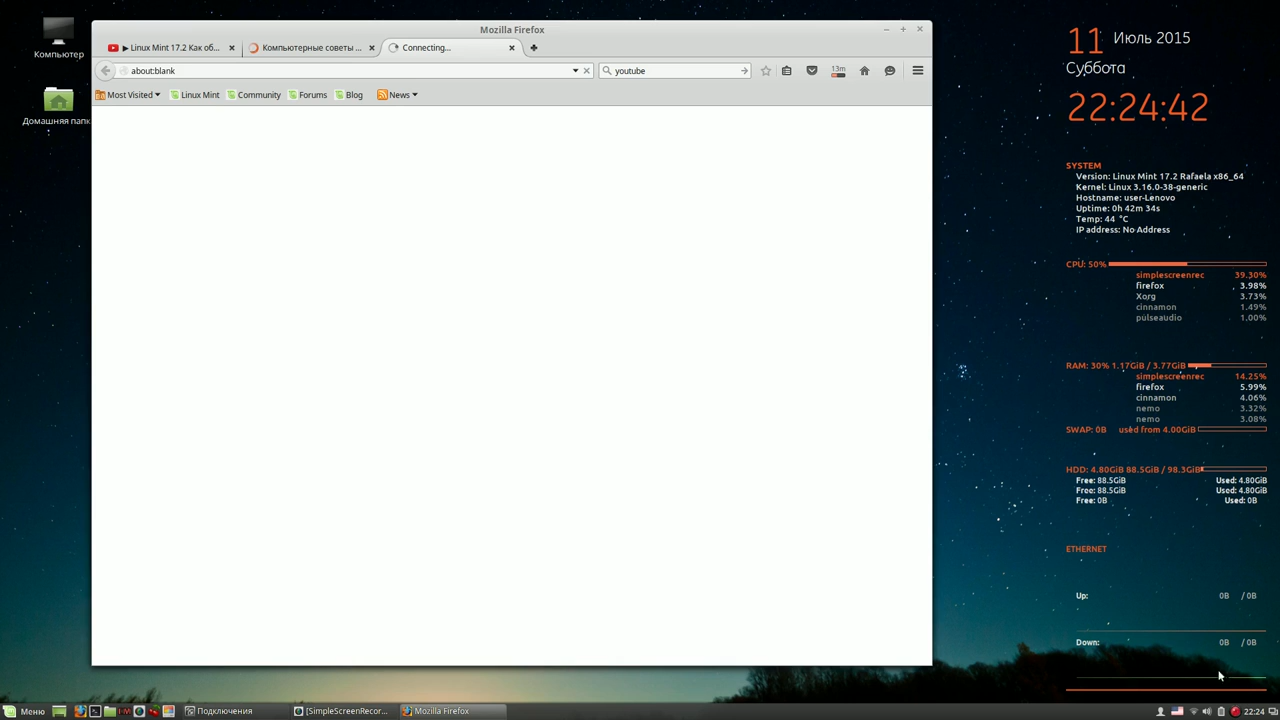 Компьютер
Домашняя папк
Mozilla Firefox
▶ Linux Mint 17.2 Как об...
Компьютерные советы ...
Connecting...
about:blank
youtube
13m
Most Visited
Linux Mint
Community
Forums
Blog
News
11 Июль 2015
Суббота
22:24:42
SYSTEM
Version: Linux Mint 17.2 Rafaela x86_64
Kernel: Linux 3.16.0-38-generic
Hostname: user-Lenovo
Uptime: 0h 42m 34s
Temp: 44 °C
IP address: No Address
CPU: 50%
simplescreenrec 39.30%
firefox 3.98%
Xorg 3.73%
cinnamon 1.49%
pulseaudio 1.00%
RAM: 30% 1.17GiB / 3.77GiB
simplescreenrec 14.25%
firefox 5.99%
cinnamon 4.06%
nemo 3.32%
nemo 3.08%
SWAP: 0B used from 4.00GiB
HDD: 4.80GiB 88.5GiB / 98.3GiB
Free: 88.5GiB Used: 4.80GiB
Free: 88.5GiB Used: 4.80GiB
Free: 0B Used: 0B
ETHERNET
Up: 0B / 0B
Down: 0B / 0B
Меню
Подключения
[SimpleScreenRecor...
Mozilla Firefox
22:24